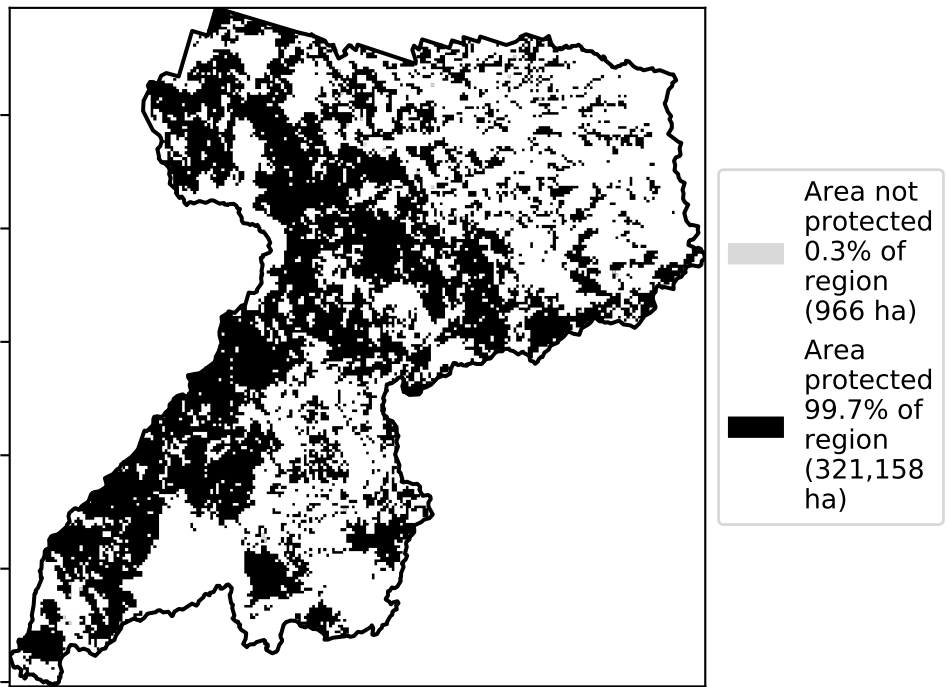 Area not
protected
0.3% of
region
(966 ha)
Area
protected
99.7% of
region
(321,158
ha)